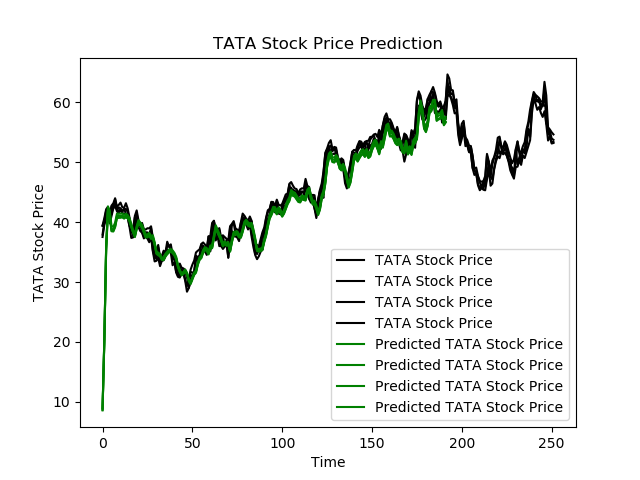 TATA Stock Price Prediction
TATA Stock Price
60
50
40
30
20
10
0
50
100
150
200
250
Time
TATA Stock Price
TATA Stock Price
TATA Stock Price
TATA Stock Price
Predicted TATA Stock Price
Predicted TATA Stock Price
Predicted TATA Stock Price
Predicted TATA Stock Price